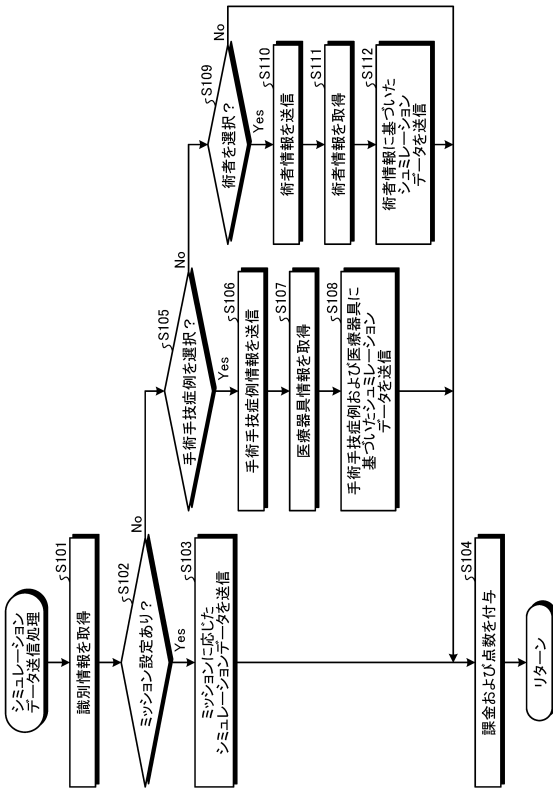 シミュレーション
データ送信処理
S101
識別情報を取得
S102
ミッション設定あり?
No
Yes
S103
ミッションに応じた
シミュレーションデータを送信
S105
手術手技症例を選択?
No
Yes
S106
手術手技症例情報を送信
S107
医療器具情報を取得
S108
手術手技症例および医療器具に
基づいたシュミレーション
データを送信
S109
術者を選択?
No
Yes
S110
術者情報を送信
S111
術者情報を取得
S112
術者情報に基づいた
シュミレーション
データを送信
S104
課金および点数を付与
リターン